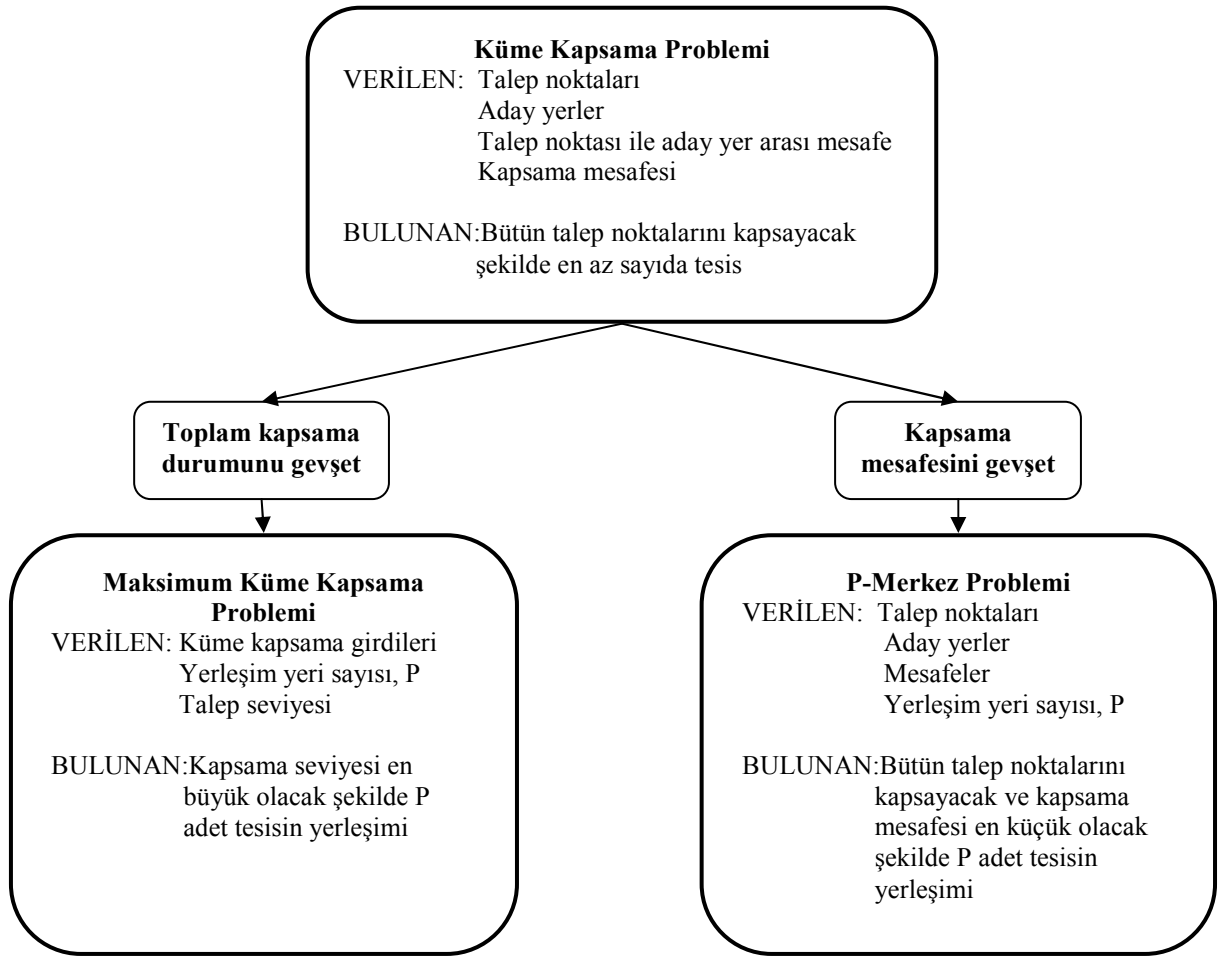 Küme Kapsama Problemi
VERİLEN: Talep noktaları
Aday yerler
Talep noktası ile aday yer arası mesafe
Kapsama mesafesi
BULUNAN:Bütün talep noktalarını kapsayacak
şekilde en az sayıda tesis
Toplam kapsama
durumunu gevşet
Kapsama
mesafesini gevşet
Maksimum Küme Kapsama
Problemi
VERİLEN: Küme kapsama girdileri
Yerleşim yeri sayısı, P
Talep seviyesi
BULUNAN:Kapsama seviyesi en
büyük olacak şekilde P
adet tesisin yerleşimi
P-Merkez Problemi
VERİLEN: Talep noktaları
Aday yerler
Mesafeler
Yerleşim yeri sayısı, P
BULUNAN:Bütün talep noktalarını
kapsayacak ve kapsama
mesafesi en küçük olacak
şekilde P adet tesisin
yerleşimi